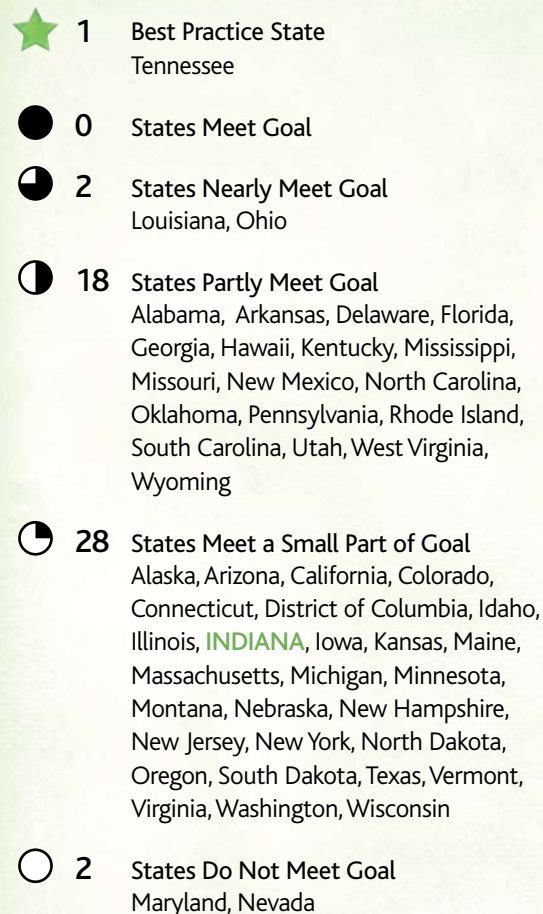 1 Best Practice State
Tennessee
0 States Meet Goal
2 States Nearly Meet Goal
Louisiana, Ohio
18 States Partly Meet Goal
Alabama, Arkansas, Delaware, Florida,
Georgia, Hawaii, Kentucky, Mississippi,
Missouri, New Mexico, North Carolina,
Oklahoma, Pennsylvania, Rhode Island,
South Carolina, Utah, West Virginia,
Wyoming
28 States Meet a Small Part of Goal
Alaska, Arizona, California, Colorado,
Connecticut, District of Columbia, Idaho,
Illinois, INDIANA, Iowa, Kansas, Maine,
Massachusetts, Michigan, Minnesota,
Montana, Nebraska, New Hampshire,
New Jersey, New York, North Dakota,
Oregon, South Dakota, Texas, Vermont,
Virginia, Washington, Wisconsin
2 States Do Not Meet Goal
Maryland, Nevada